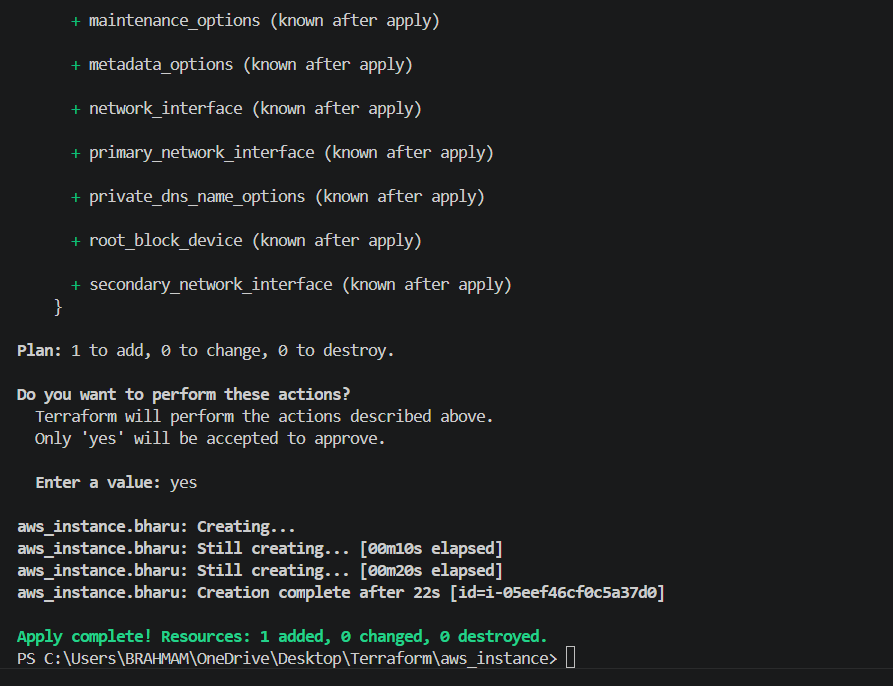 + maintenance_options (known after apply)
+ metadata_options (known after apply)
+ network_interface (known after apply)
+ primary_network_interface (known after apply)
+ private_dns_name_options (known after apply)
+ root_block_device (known after apply)
+ secondary_network_interface (known after apply)
}
Plan: 1 to add, 0 to change, 0 to destroy.
Do you want to perform these actions?
Terraform will perform the actions described above.
Only 'yes' will be accepted to approve.
Enter a value: yes
aws_instance.bharu: Creating...
aws_instance.bharu: Still creating... [00m10s elapsed]
aws_instance.bharu: Still creating... [00m20s elapsed]
aws_instance.bharu: Creation complete after 22s [id=i-05eef46cf0c5a37d0]
Apply complete! Resources: 1 added, 0 changed, 0 destroyed.
PS C:\Users\BRAHMAM\OneDrive\Desktop\Terraform\aws_instance>